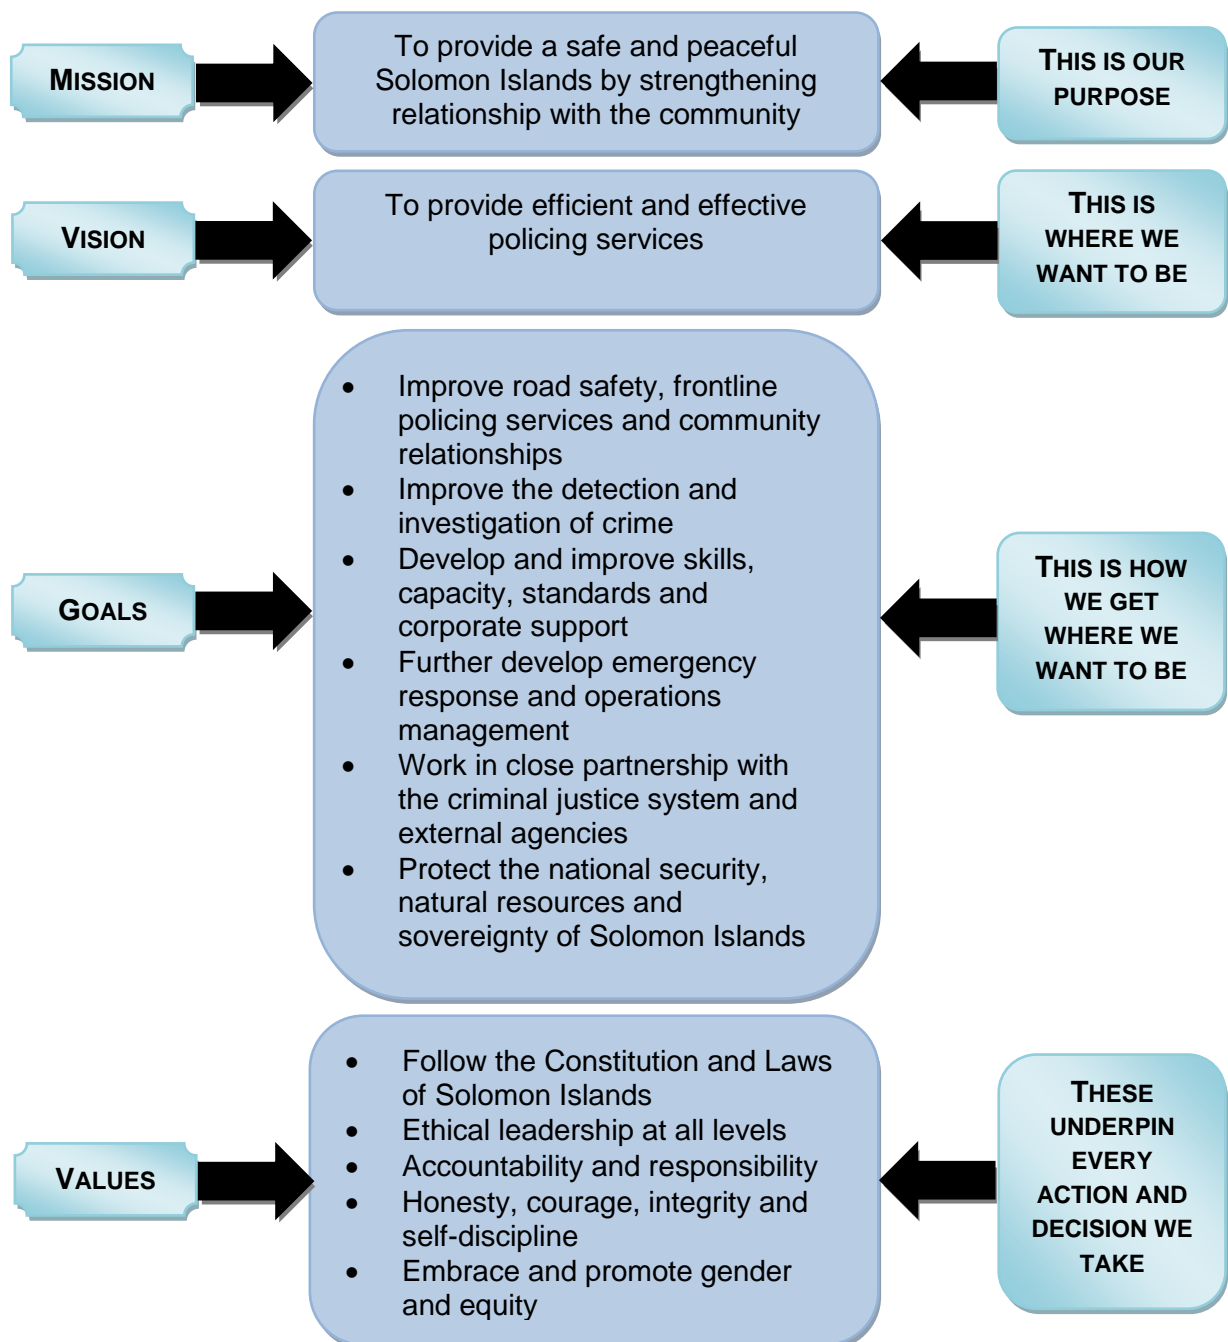 MISSION
To provide a safe and peaceful
Solomon Islands by strengthening
relationship with the community
THIS IS OUR
PURPOSE
VISION
To provide efficient and effective
policing services
THIS IS
WHERE WE
WANT TO BE
GOALS
• Improve road safety, frontline
policing services and community
relationships
• Improve the detection and
investigation of crime
• Develop and improve skills,
capacity, standards and
corporate support
• Further develop emergency
response and operations
management
• Work in close partnership with
the criminal justice system and
external agencies
• Protect the national security,
natural resources and
sovereignty of Solomon Islands
THIS IS HOW
WE GET
WHERE WE
WANT TO BE
VALUES
• Follow the Constitution and Laws
of Solomon Islands
• Ethical leadership at all levels
• Accountability and responsibility
• Honesty, courage, integrity and
self-discipline
• Embrace and promote gender
and equity
THESE
UNDERPIN
EVERY
ACTION AND
DECISION WE
TAKE